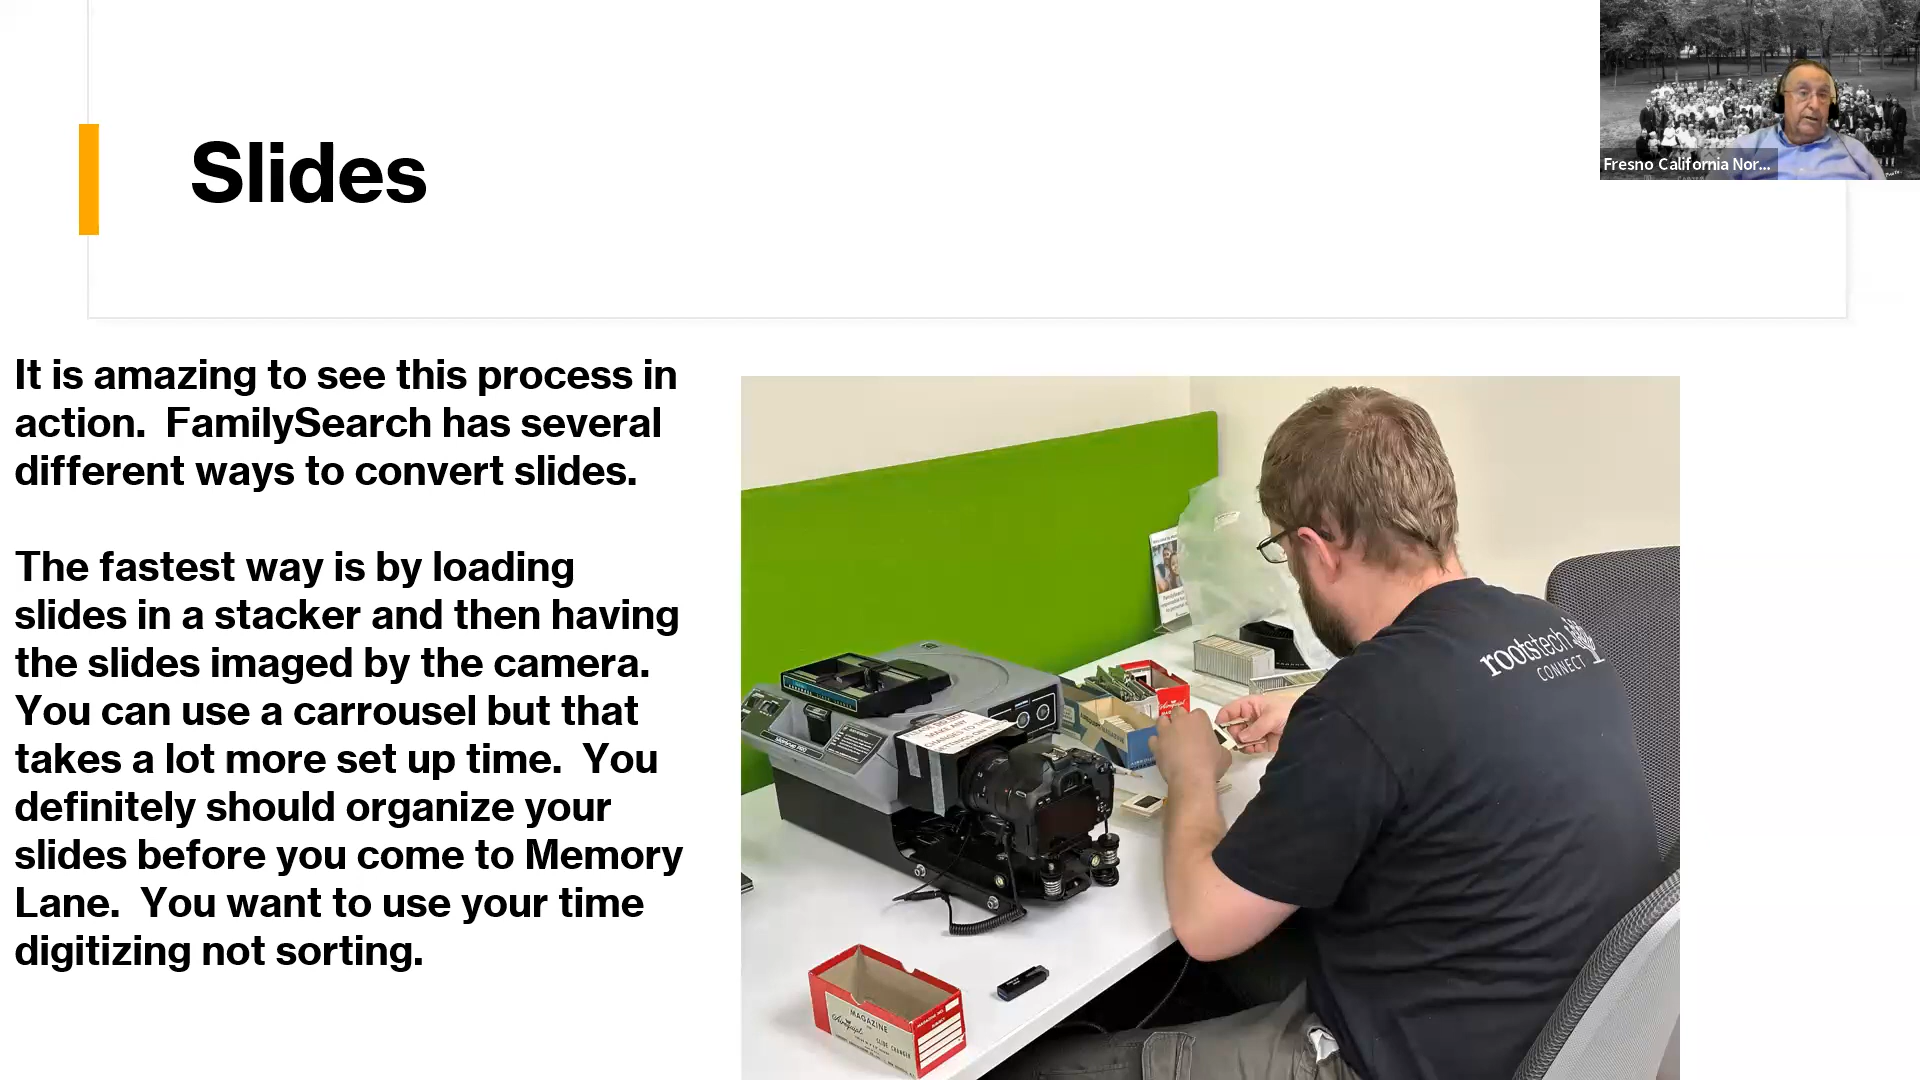 Slides
Fresno California Nor...
It is amazing to see this process in
action.  FamilySearch has several
different ways to convert slides.
The fastest way is by loading
slides in a stacker and then having
the slides imaged by the camera.
You can use a carrousel but that
takes a lot more set up time.  You
definitely should organize your
slides before you come to Memory
Lane.  You want to use your time
digitizing not sorting.
rootstech
CONNECT
MAKE ANY
MAGAZINE
SLIDE CHANGER